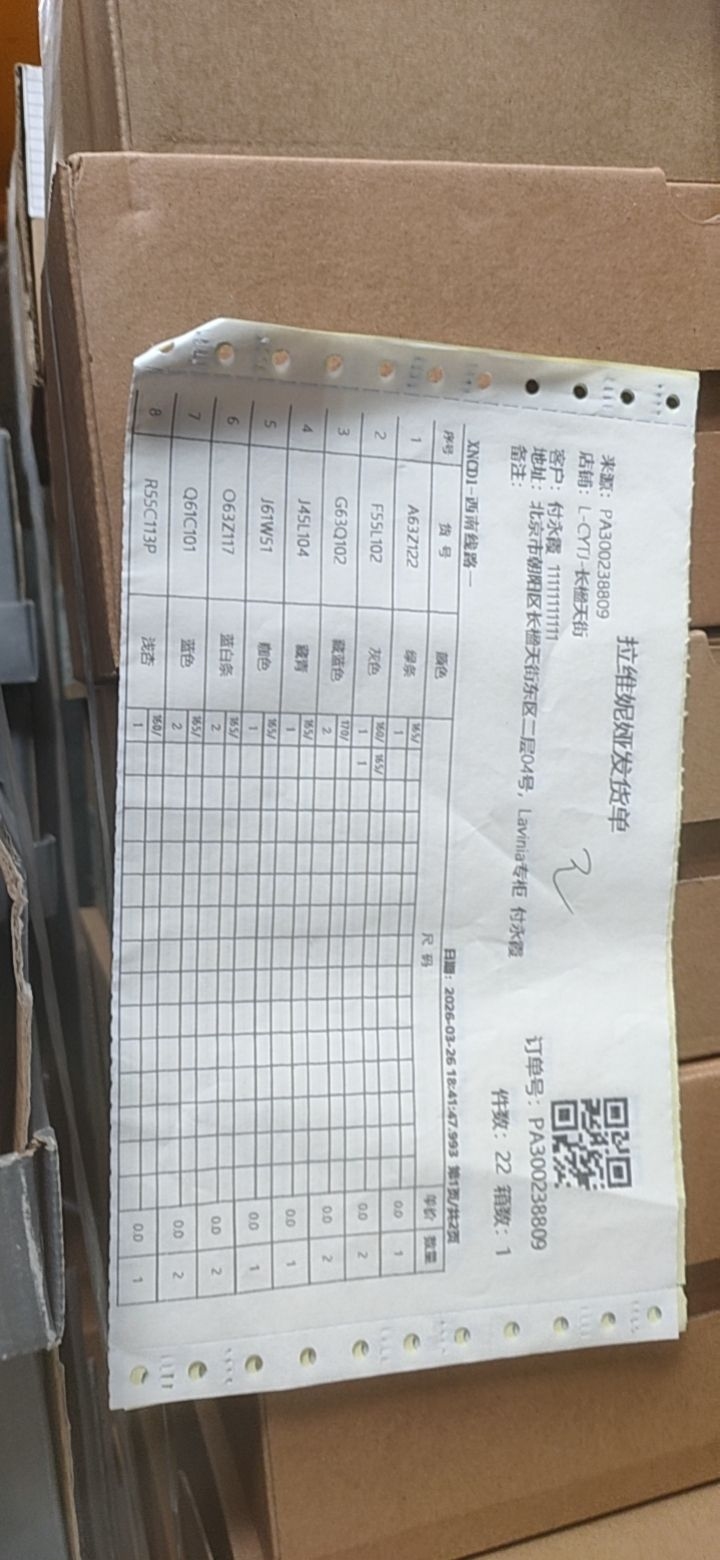 拉维妮娅发货单
来源: PA300238809
店铺: L-CYTJ-长楹天街
客户: 付永霞 11111111111
地址: 北京市朝阳区长楹天街东区一层04号, Lavinia专柜 付永霞
备注:
订单号: PA300238809
件数: 22 箱数: 1
XNCD1-西南线路一
日期: 2026-03-26 18:41:47.993 第1页/共2页
序号 货号 颜色 尺码 单价 数量
165/
1 A63Z122 绿条 1 0.0 1
160/ 165/
2 F55L102 灰色 1 1 0.0 2
170/
3 G63Q102 藏蓝色 2 0.0 2
165/
4 J45L104 藏青 1 0.0 1
165/
5 J61W51 咖色 1 0.0 1
165/
6 O63Z117 蓝白条 2 0.0 2
165/
7 Q61C101 蓝色 2 0.0 2
160/
8 R55C113P 浅杏 1 0.0 1